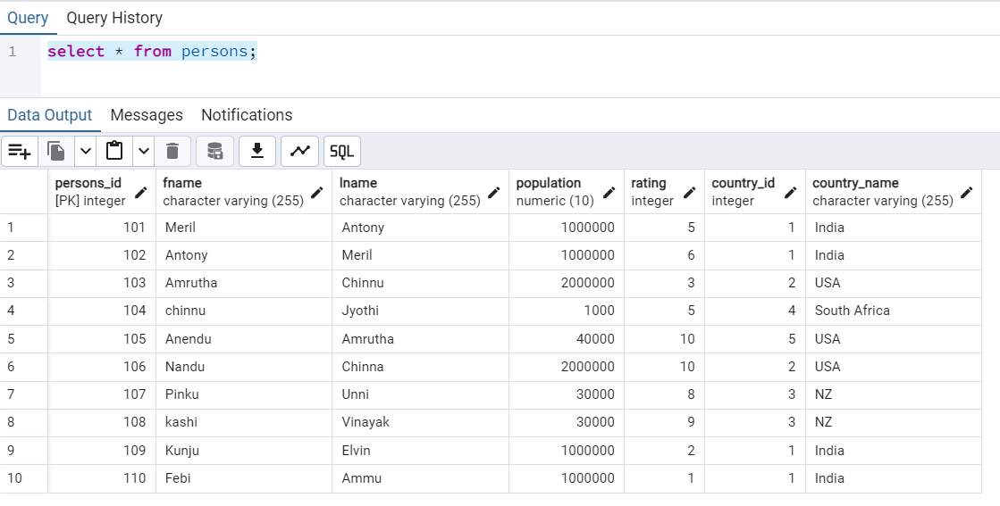 Query Query History
1 select * from persons;
Data Output Messages Notifications
SQL
persons_id fname lname population rating country_id country_name
[PK] integer character varying (255) character varying (255) numeric (10) integer integer character varying (255)
1 101 Meril Antony 1000000 5 1 India
2 102 Antony Meril 1000000 6 1 India
3 103 Amrutha Chinnu 2000000 3 2 USA
4 104 chinnu Jyothi 1000 5 4 South Africa
5 105 Anendu Amrutha 40000 10 5 USA
6 106 Nandu Chinna 2000000 10 2 USA
7 107 Pinku Unni 30000 8 3 NZ
8 108 kashi Vinayak 30000 9 3 NZ
9 109 Kunju Elvin 1000000 2 1 India
10 110 Febi Ammu 1000000 1 1 India